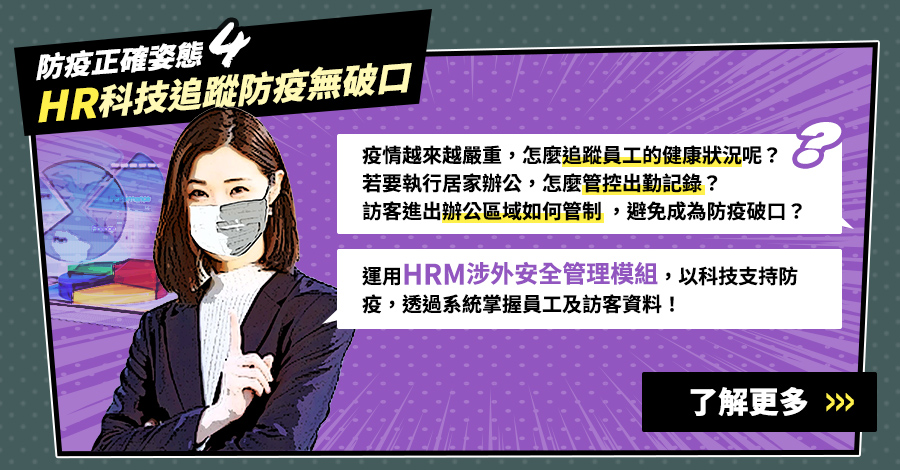 防疫正確姿態4
HR科技追蹤防疫無破口
疫情越來越嚴重，怎麼追蹤員工的健康狀況呢？
若要執行居家辦公，怎麼管控出勤記錄？
訪客進出辦公區域如何管制，避免成為防疫破口？
?
運用HRM涉外安全管理模組，以科技支持防
疫，透過系統掌握員工及訪客資料！
了解更多 >>>